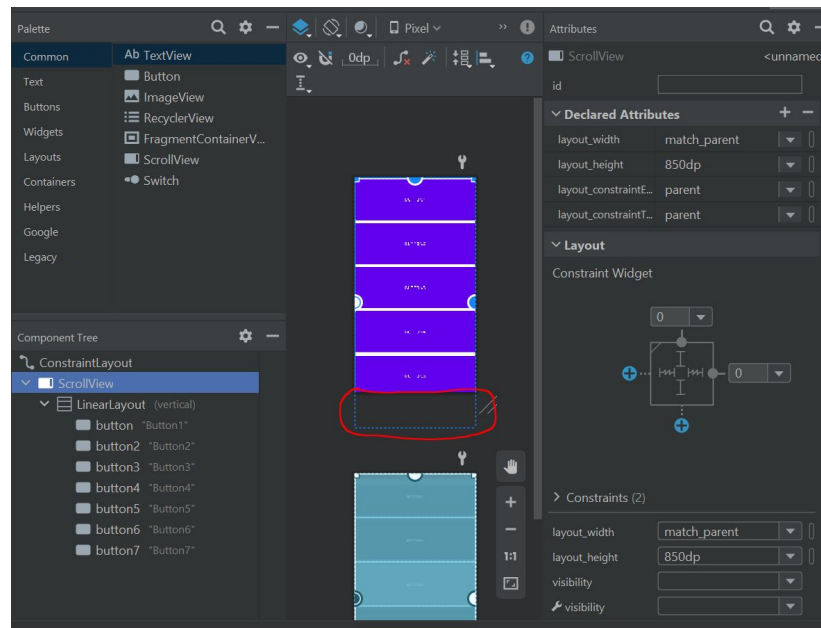 Palette
Common
Text
Buttons
Widgets
Layouts
Containers
Helpers
Google
Legacy
Ab TextView
Button
ImageView
RecyclerView
FragmentContainerV...
ScrollView
Switch
Component Tree
ConstraintLayout
ScrollView
LinearLayout (vertical)
button "Button1"
button2 "Button2"
button3 "Button3"
button4 "Button4"
button5 "Button5"
button6 "Button6"
button7 "Button7"
Pixel
0dp
1:1
Attributes
ScrollView <unnamed
id
Declared Attributes
layout_width match_parent
layout_height 850dp
layout_constraintE... parent
layout_constraintT... parent
Layout
Constraint Widget
0
0
Constraints (2)
layout_width match_parent
layout_height 850dp
visibility
visibility